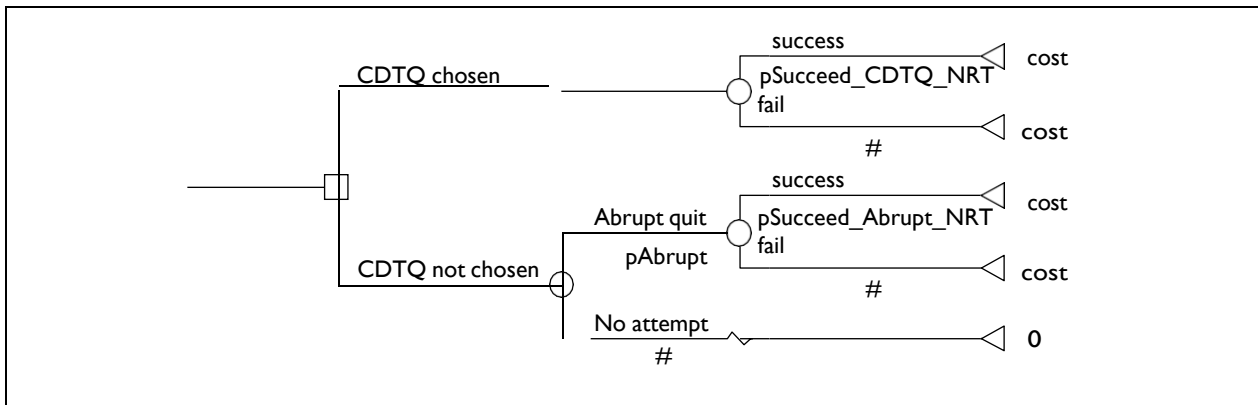 success
cost
CDTQ chosen
pSucceed_CDTQ_NRT
fail
cost
#
success
cost
Abrupt quit
pSucceed_Abrupt_NRT
fail
pAbrupt
CDTQ not chosen
cost
#
No attempt
0
#